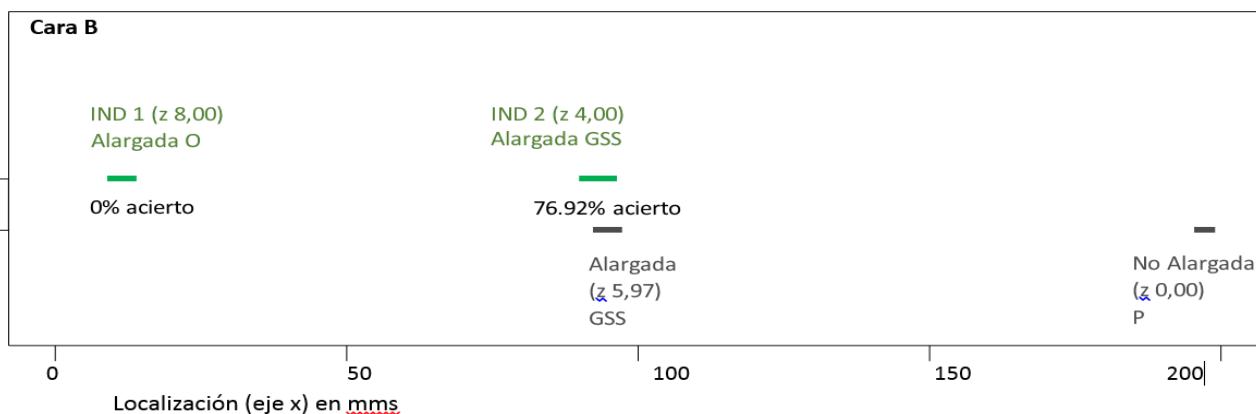 Cara B
IND 1 (z 8,00)
Alargada O
IND 2 (z 4,00)
Alargada GSS
0% acierto
76.92% acierto
Alargada
(z 5,97)
GSS
No Alargada
(z 0,00)
P
0
50
100
150
200
Localización (eje x) en mms